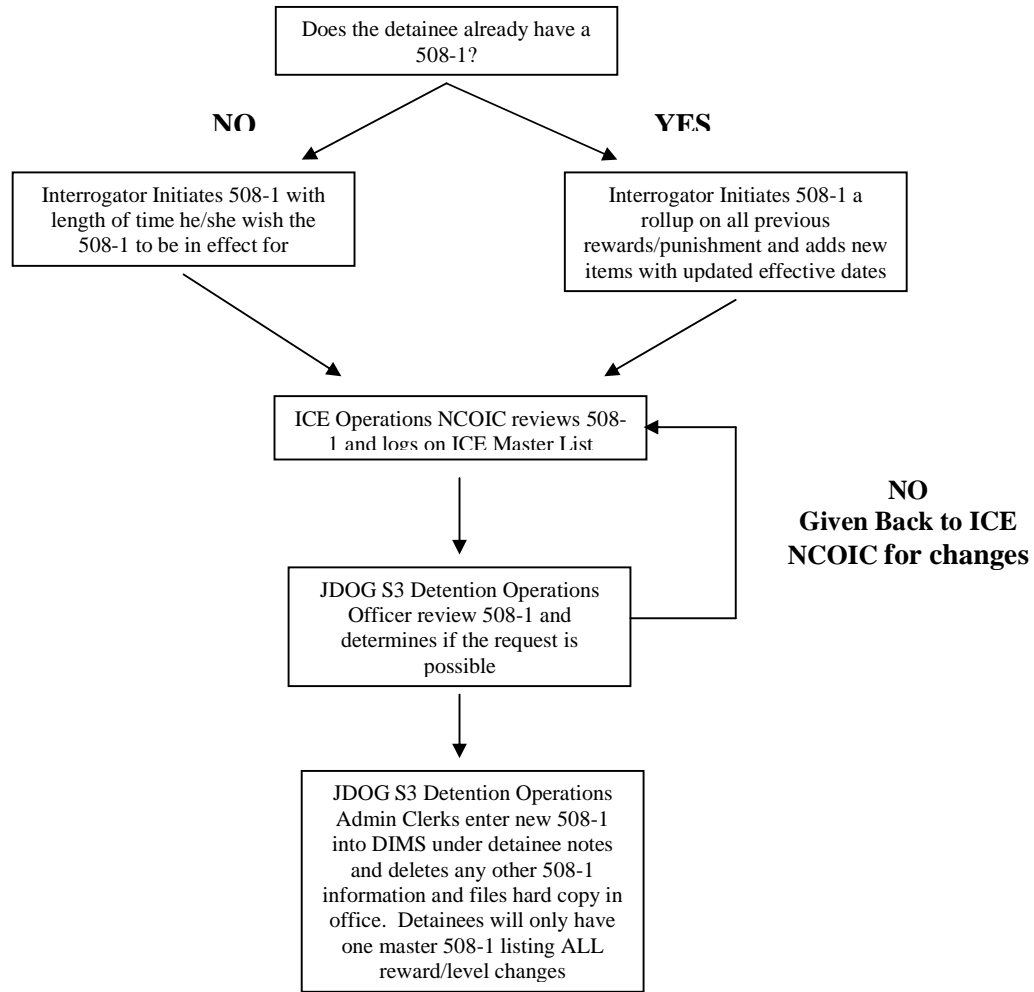 Does the detainee already have a
508-1?
NO
YES
Interrogator Initiates 508-1 with
length of time he/she wish the
508-1 to be in effect for
Interrogator Initiates 508-1 a
rollup on all previous
rewards/punishment and adds new
items with updated effective dates
ICE Operations NCOIC reviews 508-
1 and logs on ICE Master List
NO
Given Back to ICE
NCOIC for changes
JDOG S3 Detention Operations
Officer review 508-1 and
determines if the request is
possible
JDOG S3 Detention Operations
Admin Clerks enter new 508-1
into DIMS under detainee notes
and deletes any other 508-1
information and files hard copy in
office. Detainees will only have
one master 508-1 listing ALL
reward/level changes